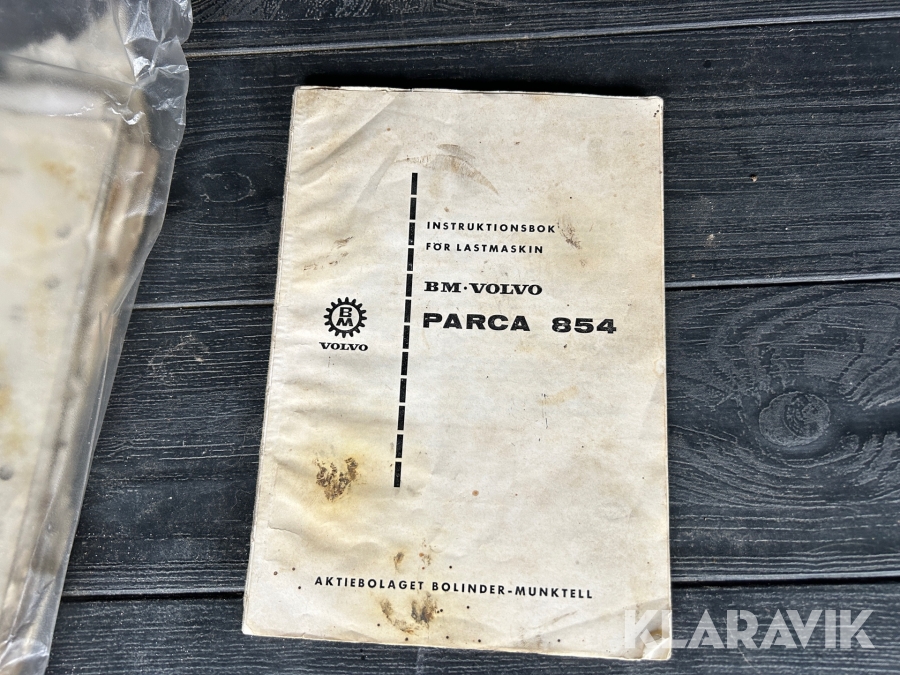 INSTRUKTIONSBOK
FÖR LASTMASKIN
BM·VOLVO
PARCA 854
BM
VOLVO
AKTIEBOLAGET BOLINDER-MUNKTELL
KLARAVIK